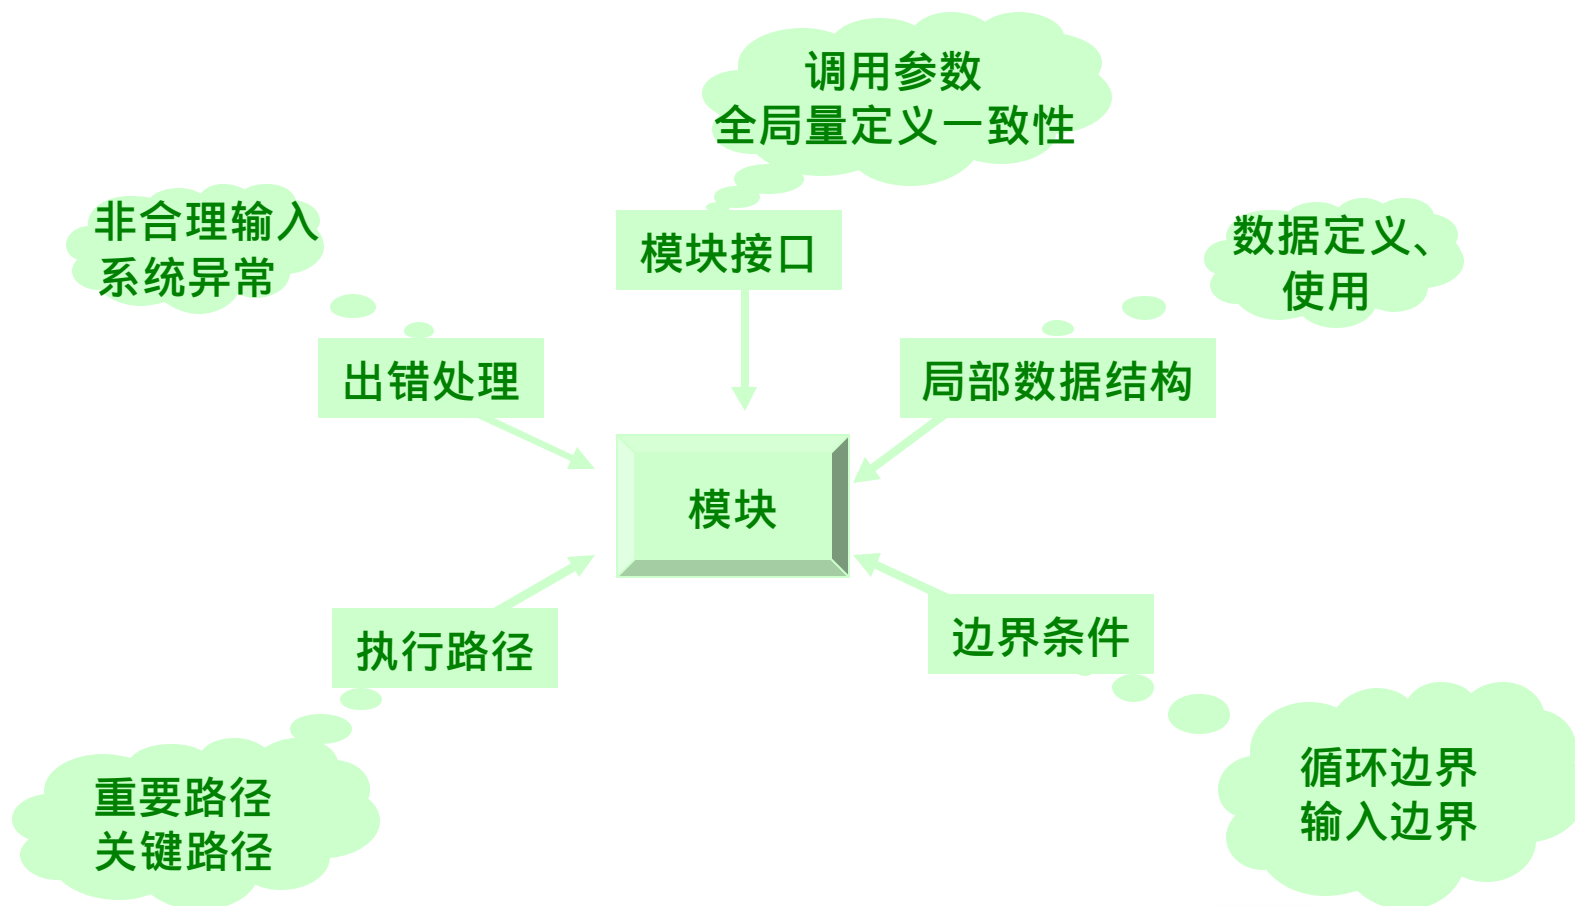 调用参数
全局量定义一致性
非合理输入
系统异常
模块接口
数据定义、
使用
出错处理
局部数据结构
模块
执行路径
边界条件
重要路径
关键路径
循环边界
输入边界